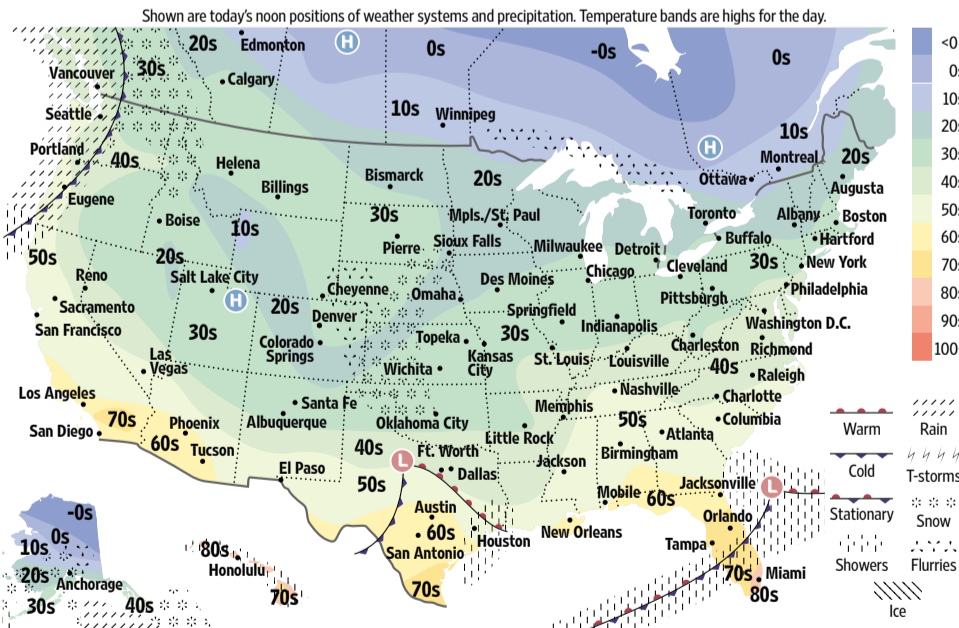 Shown are today's noon positions of weather systems and precipitation. Temperature bands are highs for the day.
20s
Edmonton
H
0s
-0s
0s
<0
0s
10s
20s
30s
40s
50s
60s
70s
80s
90s
100
Vancouver
30s
Calgary
Seattle
10s
Winnipeg
10s
H
Portland
40s
Montreal
20s
Helena
Bismarck
20s
Ottawa
Augusta
Eugene
Billings
Boise
10s
30s
Mpls./St. Paul
Toronto
Albany
Boston
Pierre
Sioux Falls
Milwaukee
Detroit
Buffalo
Hartford
50s
20s
Reno
Salt Lake City
Chicago
Cleveland
30s
New York
H
20s
Cheyenne
Omaha
Des Moines
Pittsburgh
Philadelphia
Sacramento
Denver
Springfield
Indianapolis
Washington D.C.
San Francisco
30s
Colorado
Springs
Topeka
Kansas
City
30s
St. Louis
Louisville
Charleston
Richmond
Las
Vegas
Wichita
40s
Raleigh
Los Angeles
Santa Fe
Nashville
Charlotte
70s
Phoenix
Albuquerque
Oklahoma City
Memphis
50s
Columbia
San Diego
60s
Little Rock
Atlanta
Tucson
40s
Ft. Worth
Birmingham
El Paso
L
Dallas
Jackson
50s
Jacksonville
L
Mobile
60s
Austin
Orlando
60s
New Orleans
San Antonio
Houston
Tampa
70s
70s
Miami
80s
-0s
0s
10s
20s
Anchorage
30s
40s
80s
Honolulu
70s
Warm
Rain
Cold
T-storms
Stationary
Snow
Showers
Flurries
Ice